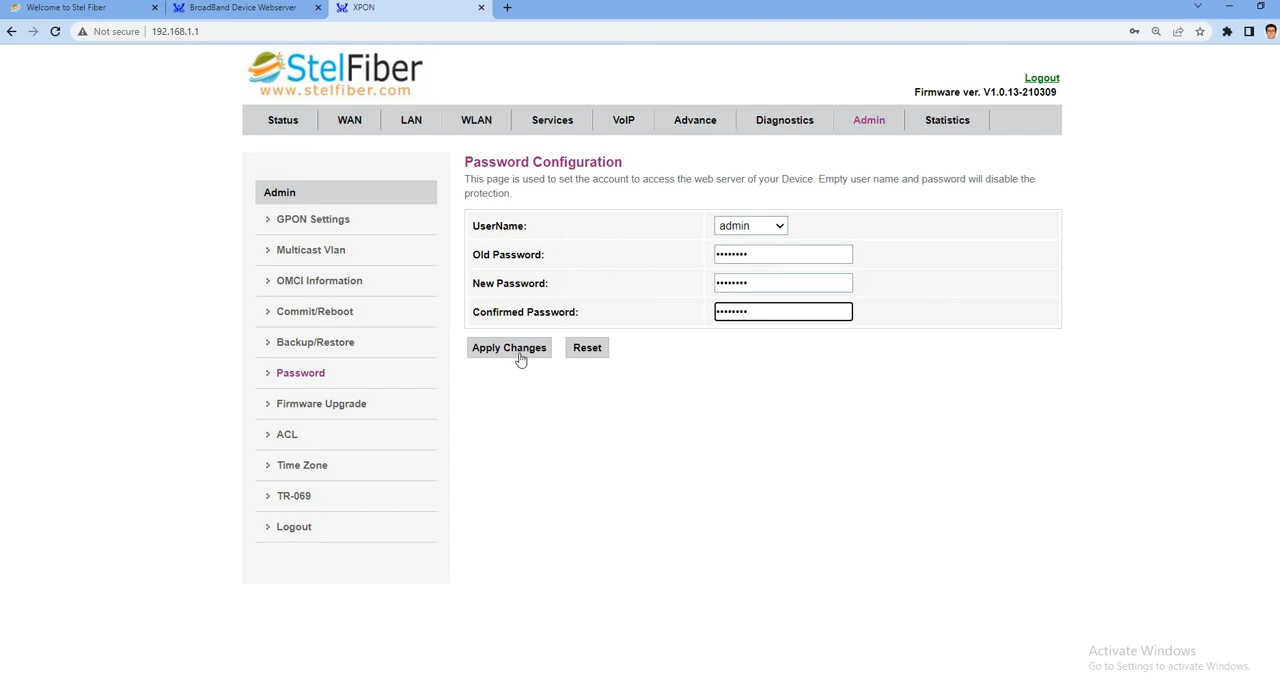 Welcome to Stel Fiber
BroadBand Device Webserver
XPON
Not secure
192.168.1.1
StelFiber
www.stelfiber.com
Logout
Firmware ver. V1.0.13-210309
Status WAN LAN WLAN Services VoIP Advance Diagnostics Admin Statistics
Admin
GPON Settings
Multicast Vlan
OMCI Information
Commit/Reboot
Backup/Restore
Password
Firmware Upgrade
ACL
Time Zone
TR-069
Logout
Password Configuration
This page is used to set the account to access the web server of your Device. Empty user name and password will disable the
protection.
UserName: admin
Old Password: ••••••••
New Password: ••••••••
Confirmed Password: ••••••••
Apply Changes Reset
Activate Windows
Go to Settings to activate Windows.